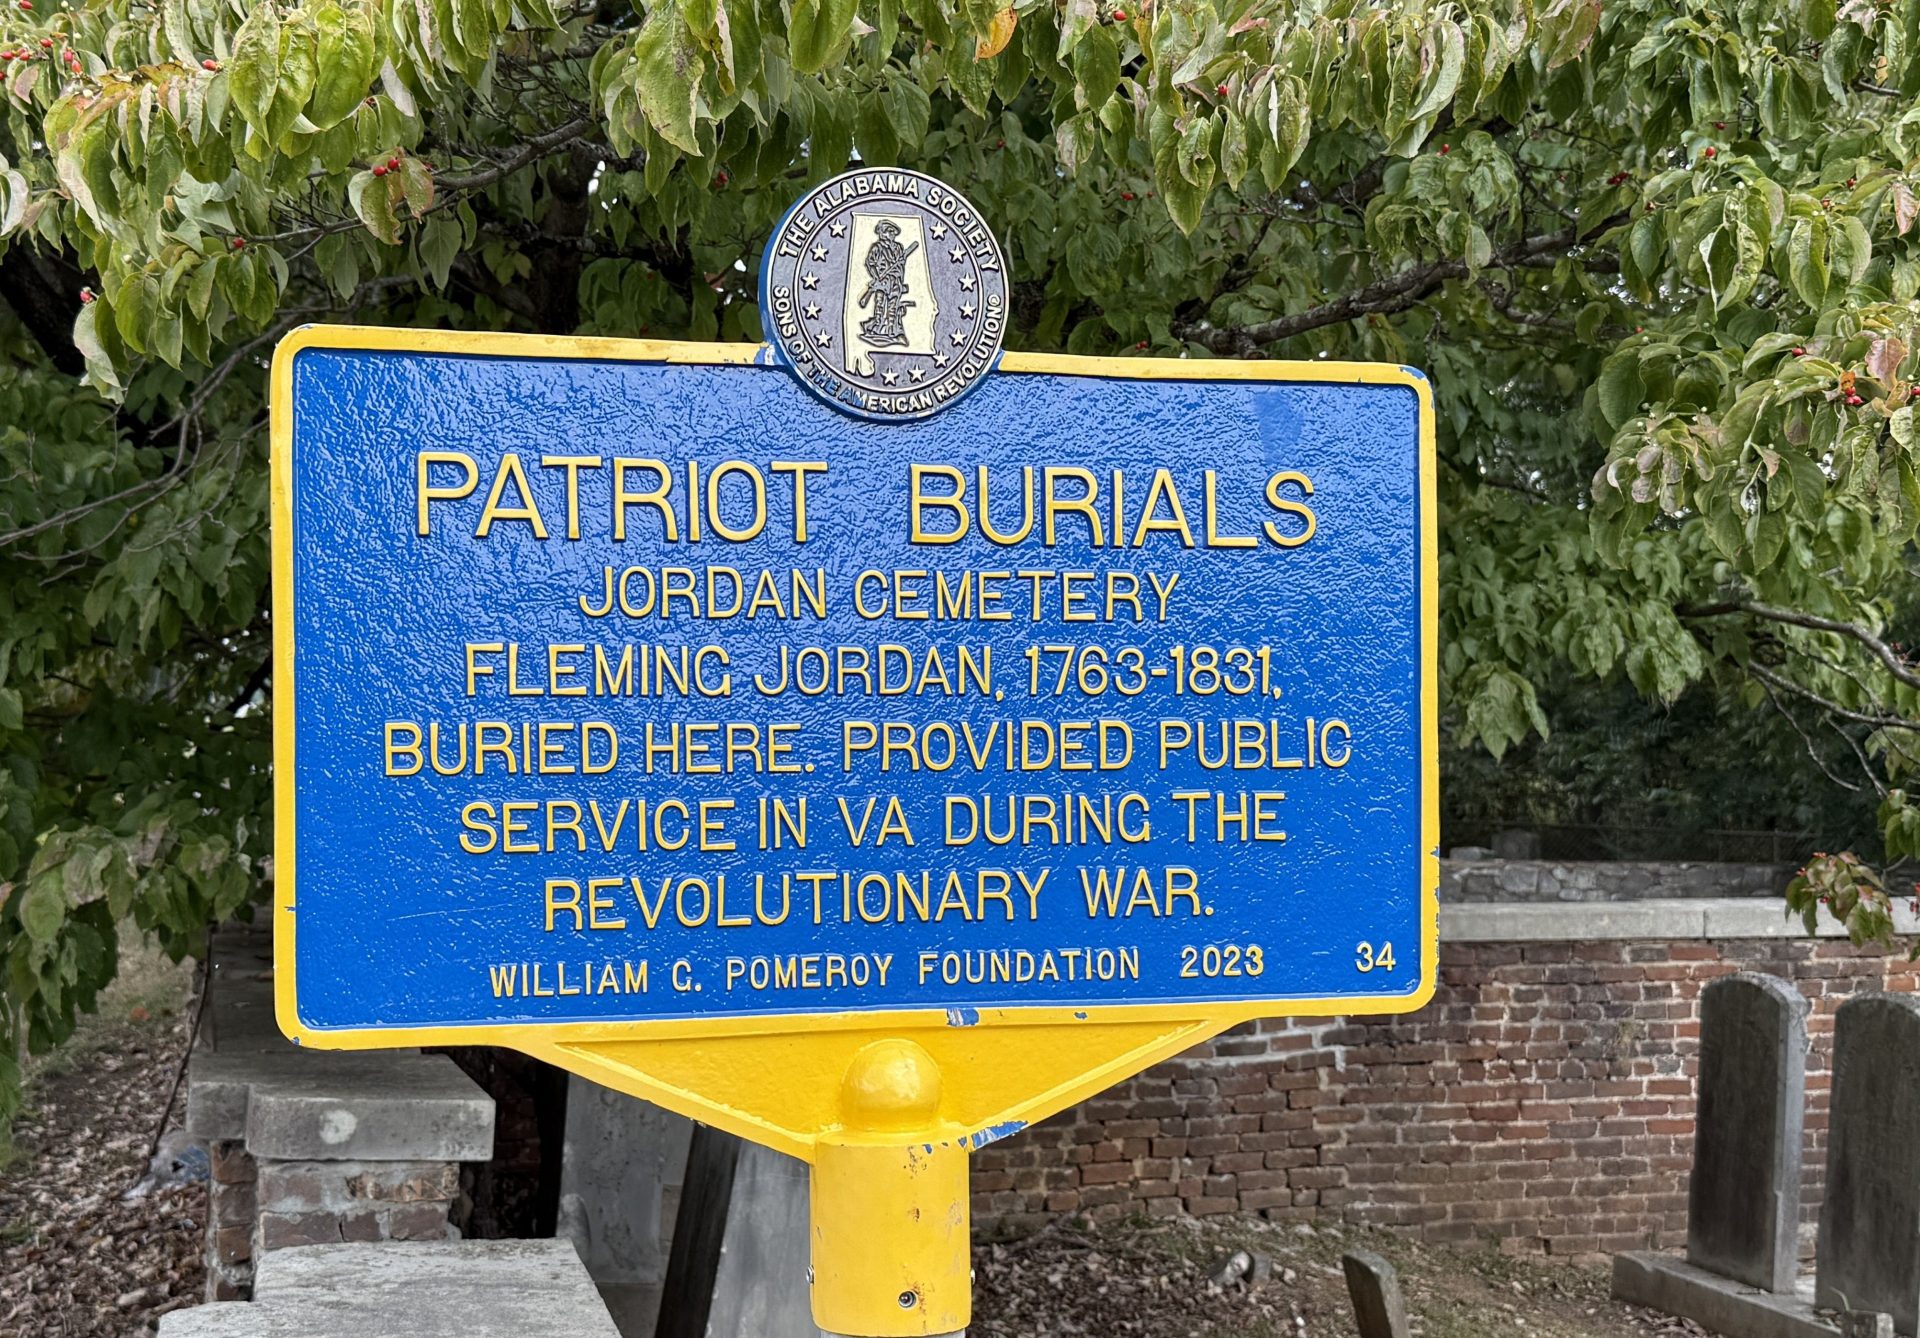 THE ALABAMA SOCIETY
SONS OF THE AMERICAN REVOLUTION®
PATRIOT BURIALS
JORDAN CEMETERY
FLEMING JORDAN, 1763-1831,
BURIED HERE. PROVIDED PUBLIC
SERVICE IN VA DURING THE
REVOLUTIONARY WAR.
WILLIAM G. POMEROY FOUNDATION 2023 34